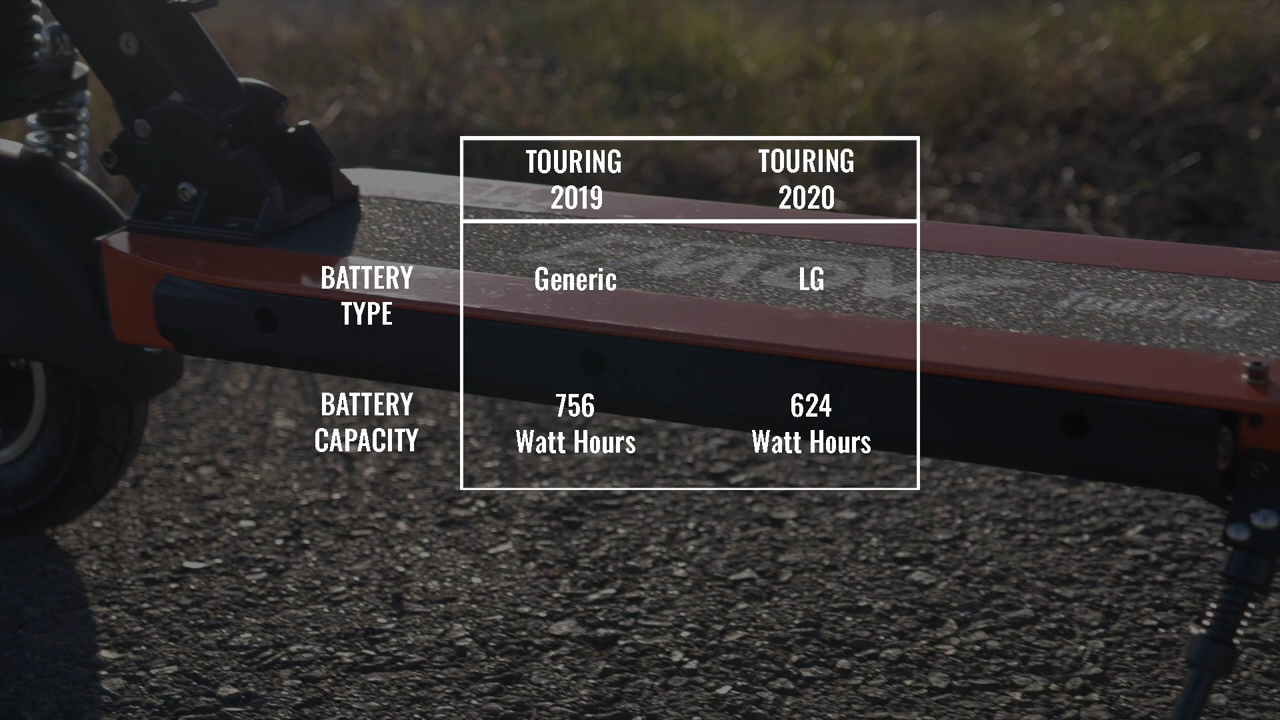 TOURING
2019
TOURING
2020
BATTERY
TYPE
Generic
LG
BATTERY
CAPACITY
756
Watt Hours
624
Watt Hours